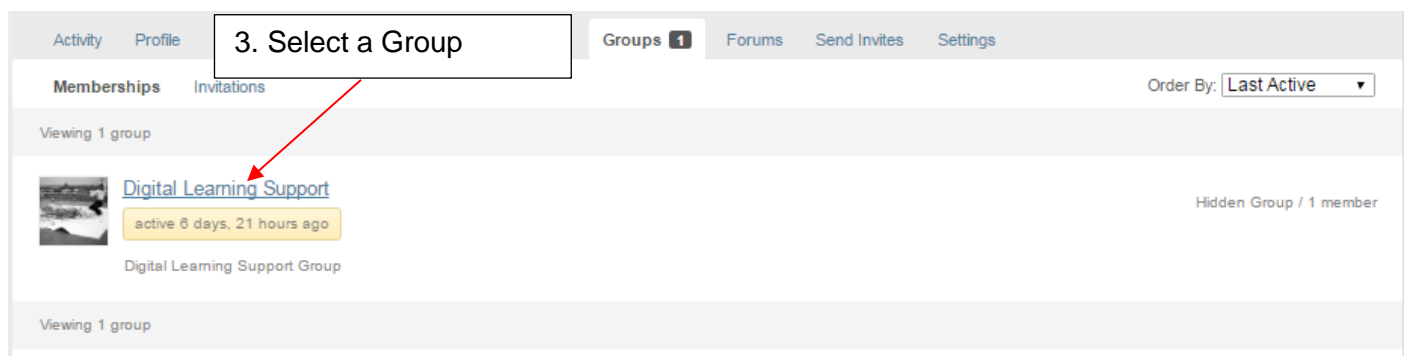 Activity Profile 3. Select a Group Groups 1 Forums Send Invites Settings
Memberships Invitations Order By: Last Active
Viewing 1 group
Digital Learning Support
active 6 days, 21 hours ago
Hidden Group / 1 member
Digital Learning Support Group
Viewing 1 group